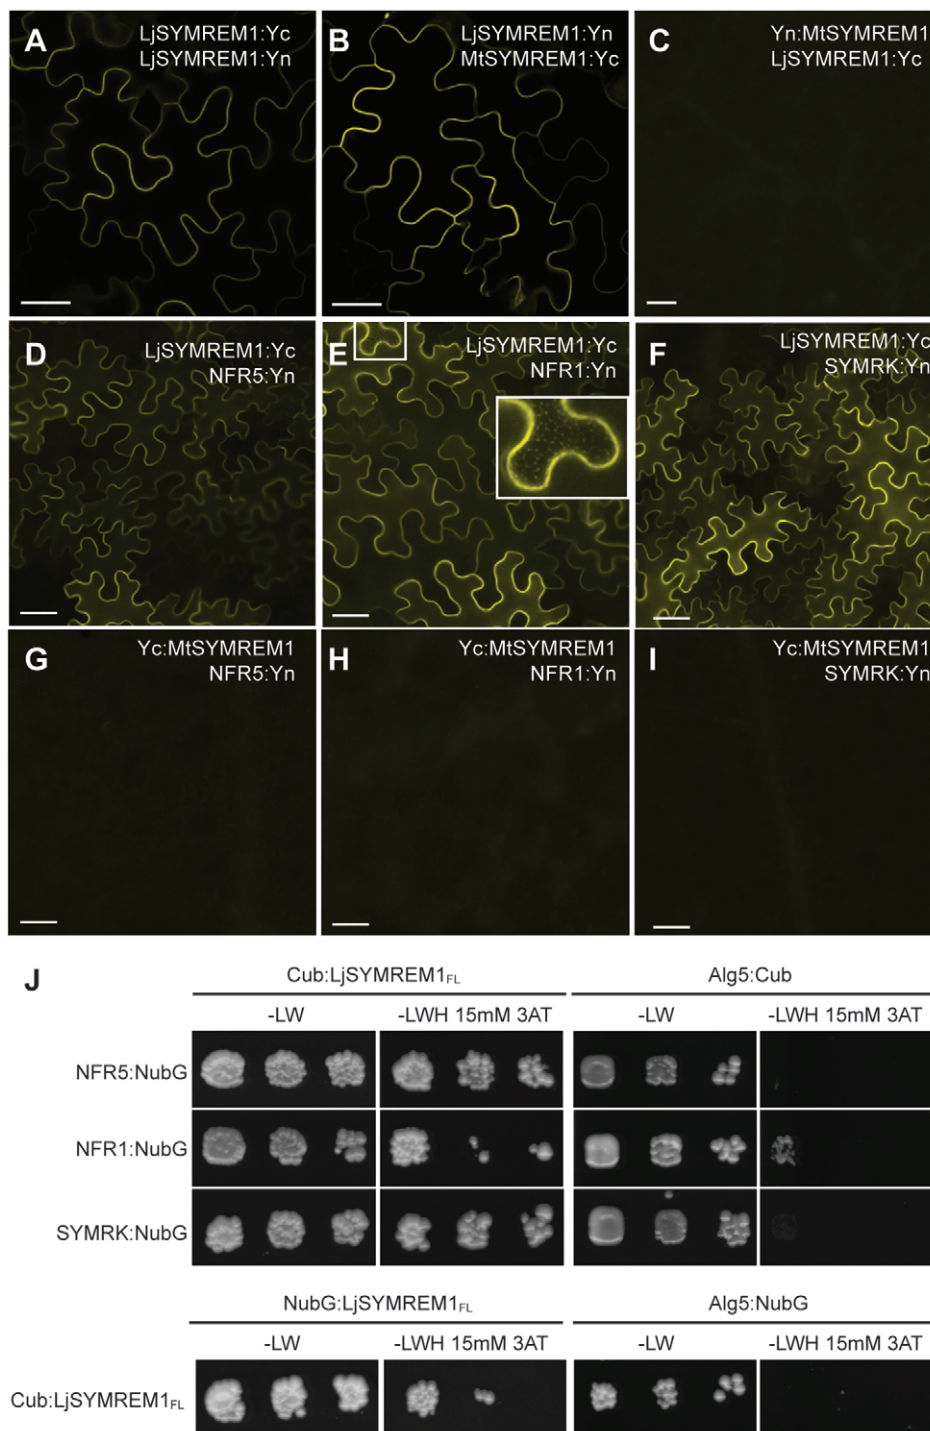 A
LjSYMREM1:Yc
LjSYMREM1:Yn
B
LjSYMREM1:Yn
MtSYMREM1:Yc
C
Yn:MtSYMREM1
LjSYMREM1:Yc
D
LjSYMREM1:Yc
NFR5:Yn
E
LjSYMREM1:Yc
NFR1:Yn
F
LjSYMREM1:Yc
SYMRK:Yn
G
Yc:MtSYMREM1
NFR5:Yn
H
Yc:MtSYMREM1
NFR1:Yn
I
Yc:MtSYMREM1
SYMRK:Yn
J
Cub:LjSYMREM1FL Alg5:Cub
-LW -LWH 15mM 3AT -LW -LWH 15mM 3AT
NFR5:NubG
NFR1:NubG
SYMRK:NubG
NubG:LjSYMREM1FL Alg5:NubG
-LW -LWH 15mM 3AT -LW -LWH 15mM 3AT
Cub:LjSYMREM1FL